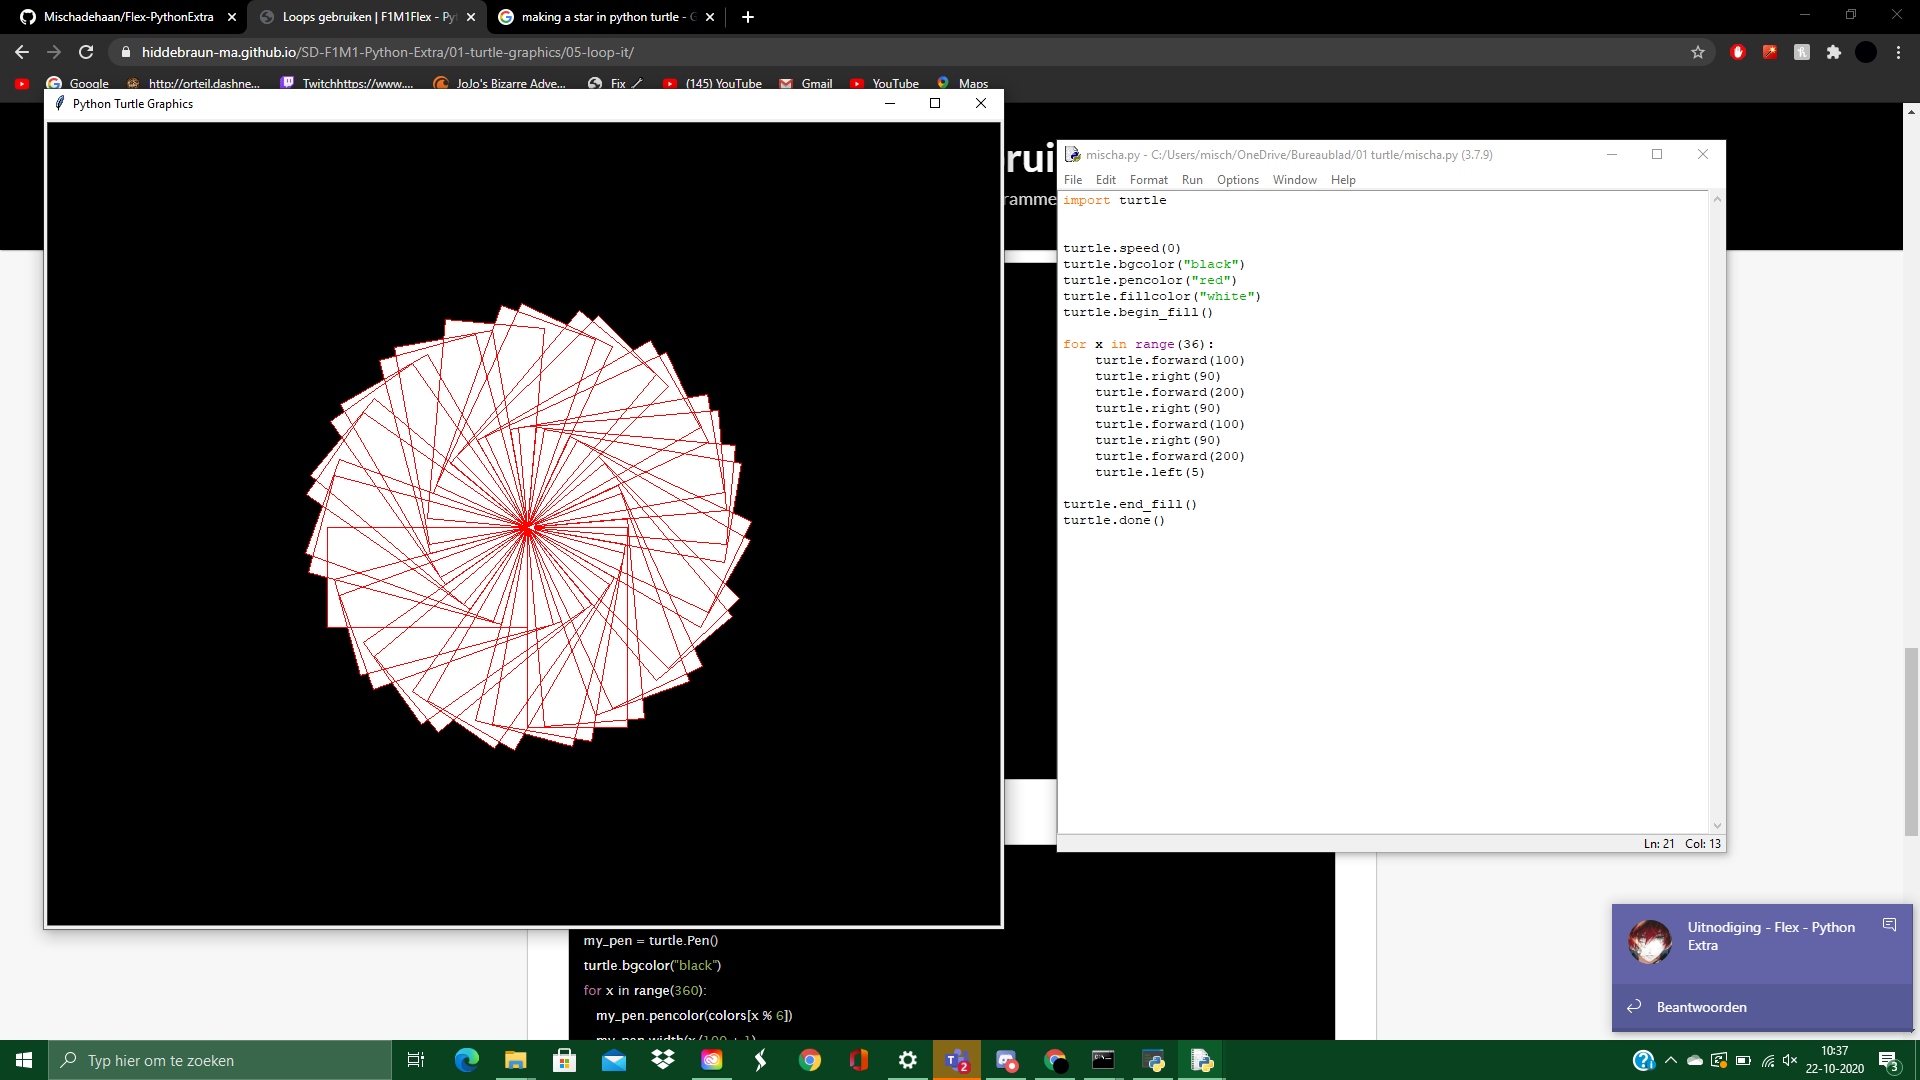 Mischadehaan/Flex-PythonExtra
Loops gebruiken | F1M1Flex - Pyt
making a star in python turtle - G
hiddebraun-ma.github.io/SD-F1M1-Python-Extra/01-turtle-graphics/05-loop-it/
Google
http://orteil.dashne...
Twitchhttps://www....
JoJo's Bizarre Adve...
Fix
(145) YouTube
Gmail
YouTube
Maps
Python Turtle Graphics
mischa.py - C:/Users/misch/OneDrive/Bureaublad/01 turtle/mischa.py (3.7.9)
File Edit Format Run Options Window Help
import turtle
turtle.speed(0)
turtle.bgcolor("black")
turtle.pencolor("red")
turtle.fillcolor("white")
turtle.begin_fill()
for x in range(36):
    turtle.forward(100)
    turtle.right(90)
    turtle.forward(200)
    turtle.right(90)
    turtle.forward(100)
    turtle.right(90)
    turtle.forward(200)
    turtle.left(5)
turtle.end_fill()
turtle.done()
Ln: 21 Col: 13
my_pen = turtle.Pen()
turtle.bgcolor("black")
for x in range(360):
my_pen.pencolor(colors[x % 6])
my_pen.width(x/100 + 1)
Uitnodiging - Flex - Python
Extra
Beantwoorden
Typ hier om te zoeken
2
10:37
22-10-2020
3